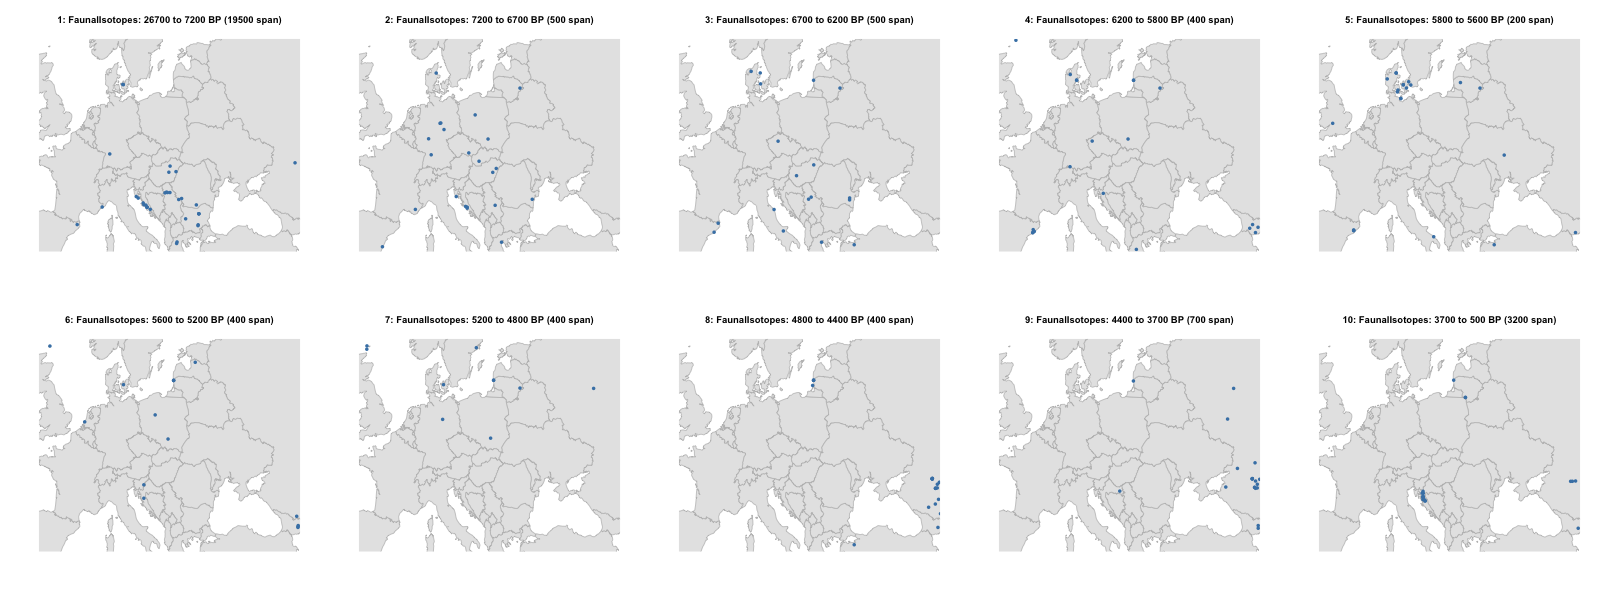 1: FaunalIsotopes: 26700 to 7200 BP (19500 span)
2: FaunalIsotopes: 7200 to 6700 BP (500 span)
3: FaunalIsotopes: 6700 to 6200 BP (500 span)
4: FaunalIsotopes: 6200 to 5800 BP (400 span)
5: FaunalIsotopes: 5800 to 5600 BP (200 span)
6: FaunalIsotopes: 5600 to 5200 BP (400 span)
7: FaunalIsotopes: 5200 to 4800 BP (400 span)
8: FaunalIsotopes: 4800 to 4400 BP (400 span)
9: FaunalIsotopes: 4400 to 3700 BP (700 span)
10: FaunalIsotopes: 3700 to 500 BP (3200 span)